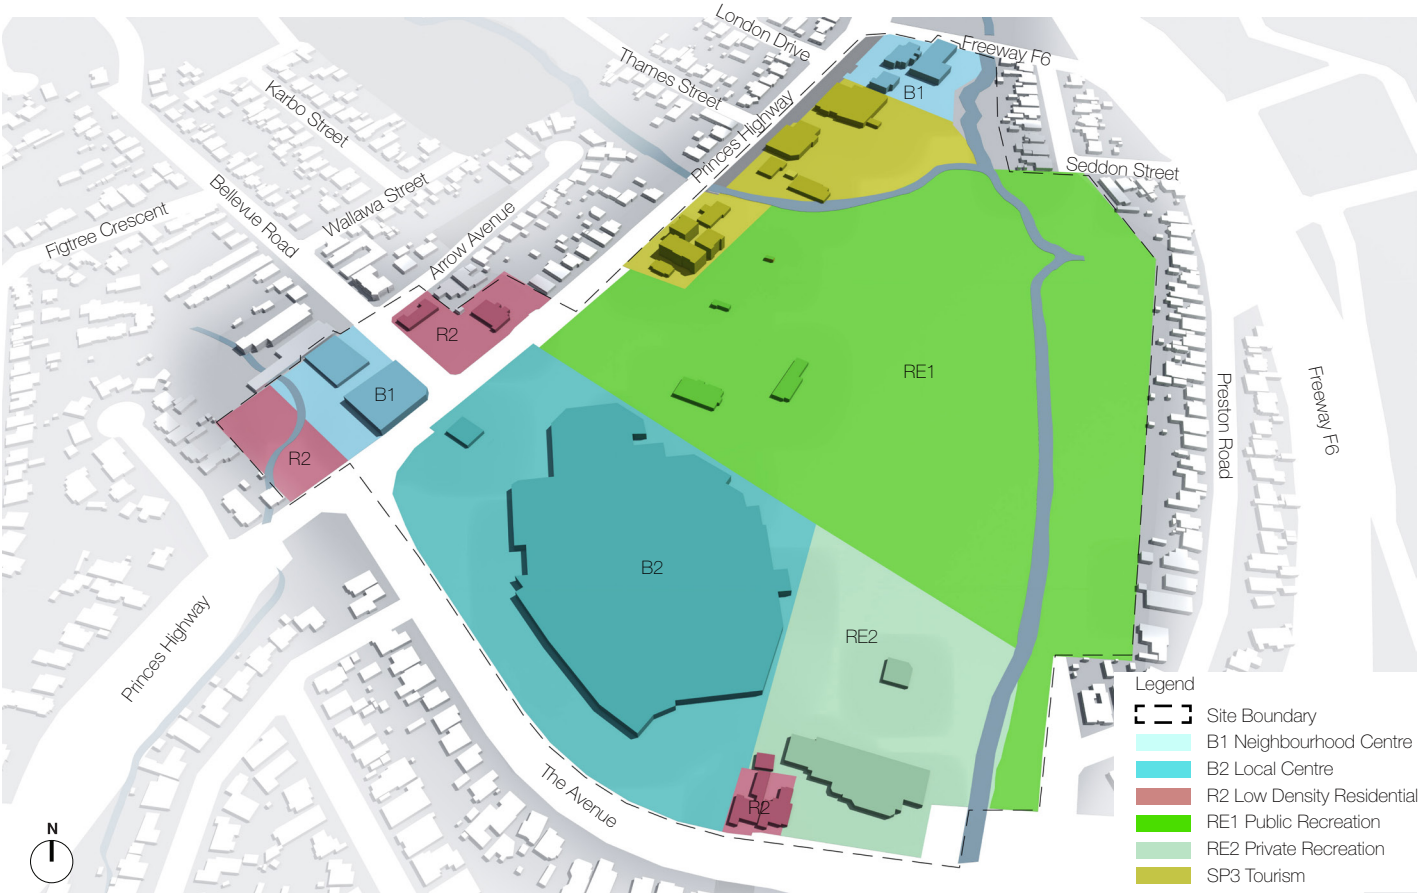 London Drive
Freeway F6
Thames Street
Karbo Street
B1
Princes Highway
Seddon Street
Bellevue Road
Wallawa Street
Figtree Crescent
Arrow Avenue
R2
RE1
B1
Preston Road
Freeway F6
R2
B2
RE2
Princes Highway
The Avenue
R2
N
Legend
Site Boundary
B1 Neighbourhood Centre
B2 Local Centre
R2 Low Density Residential
RE1 Public Recreation
RE2 Private Recreation
SP3 Tourism